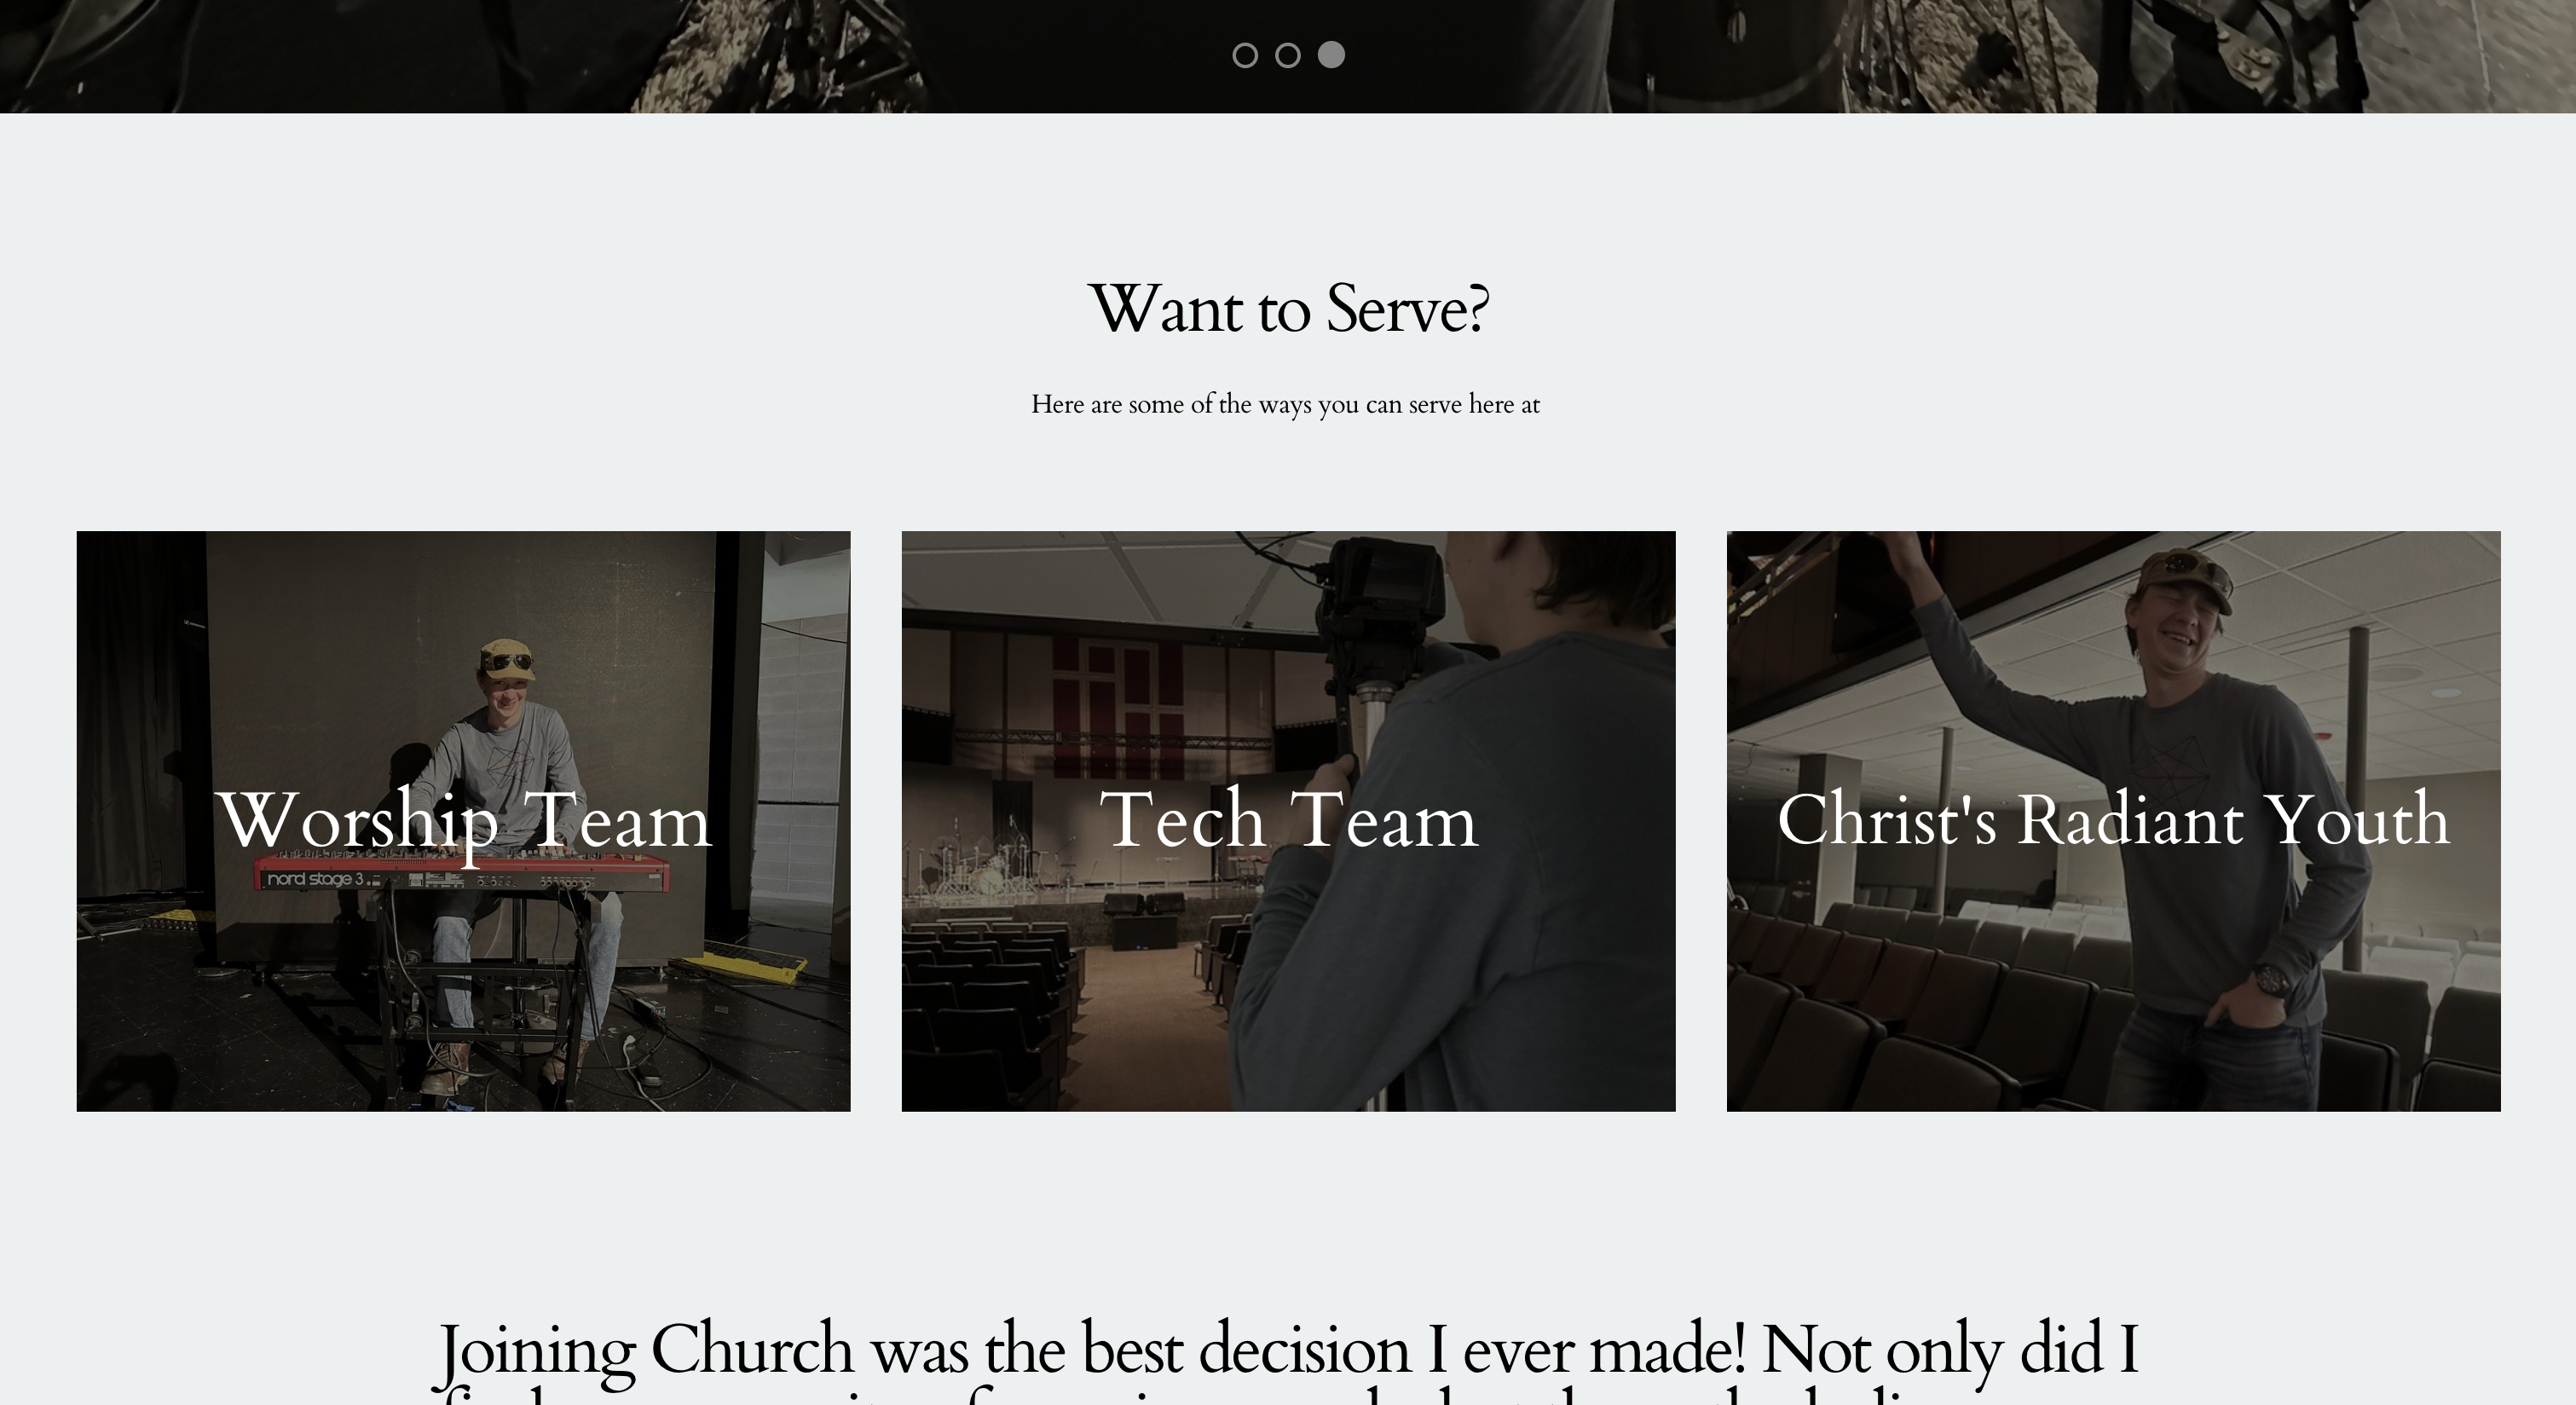 Want to Serve?
Here are some of the ways you can serve here at
Worship Team
nord stage 3
Tech Team
Christ's Radiant Youth
Joining Church was the best decision I ever made! Not only did I